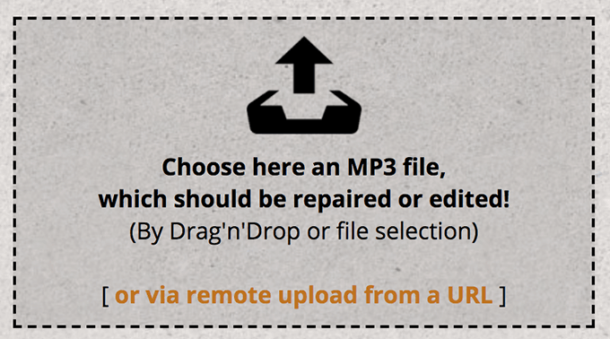 Choose here an MP3 file,
which should be repaired or edited!
(By Drag'n'Drop or file selection)
[ or via remote upload from a URL ]